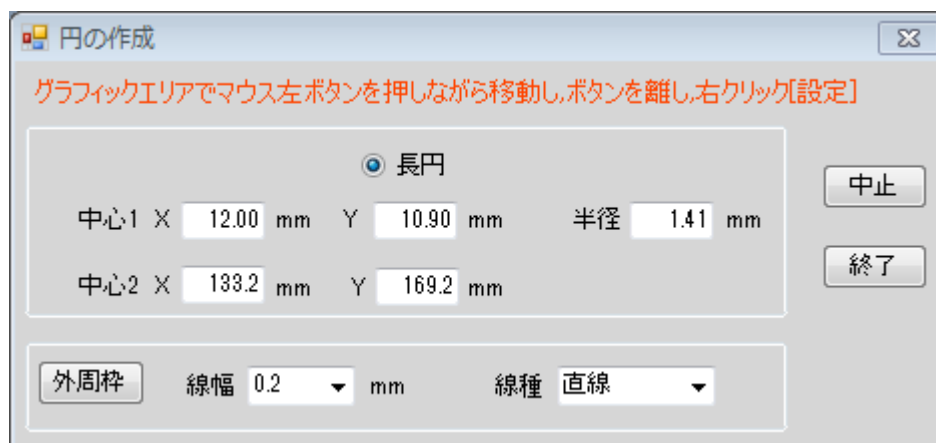 円の作成
グラフィックエリアでマウス左ボタンを押しながら移動し,ボタンを離し,右クリック[設定]
長円
中心1 X 12.00 mm Y 10.90 mm 半径 1.41 mm
中止
中心2 X 133.2 mm Y 169.2 mm
終了
外周枠 線幅 0.2 mm 線種 直線